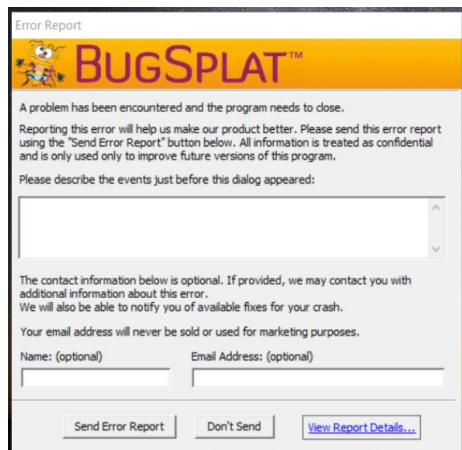 Error Report
BUGSPLAT™
A problem has been encountered and the program needs to close.
Reporting this error will help us make our product better. Please send this error report
using the "Send Error Report" button below. All information is treated as confidential
and is only used only to improve future versions of this program.
Please describe the events just before this dialog appeared:
The contact information below is optional. If provided, we may contact you with
additional information about this error.
We will also be able to notify you of available fixes for your crash.
Your email address will never be sold or used for marketing purposes.
Name: (optional) Email Address: (optional)
Send Error Report Don't Send View Report Details...